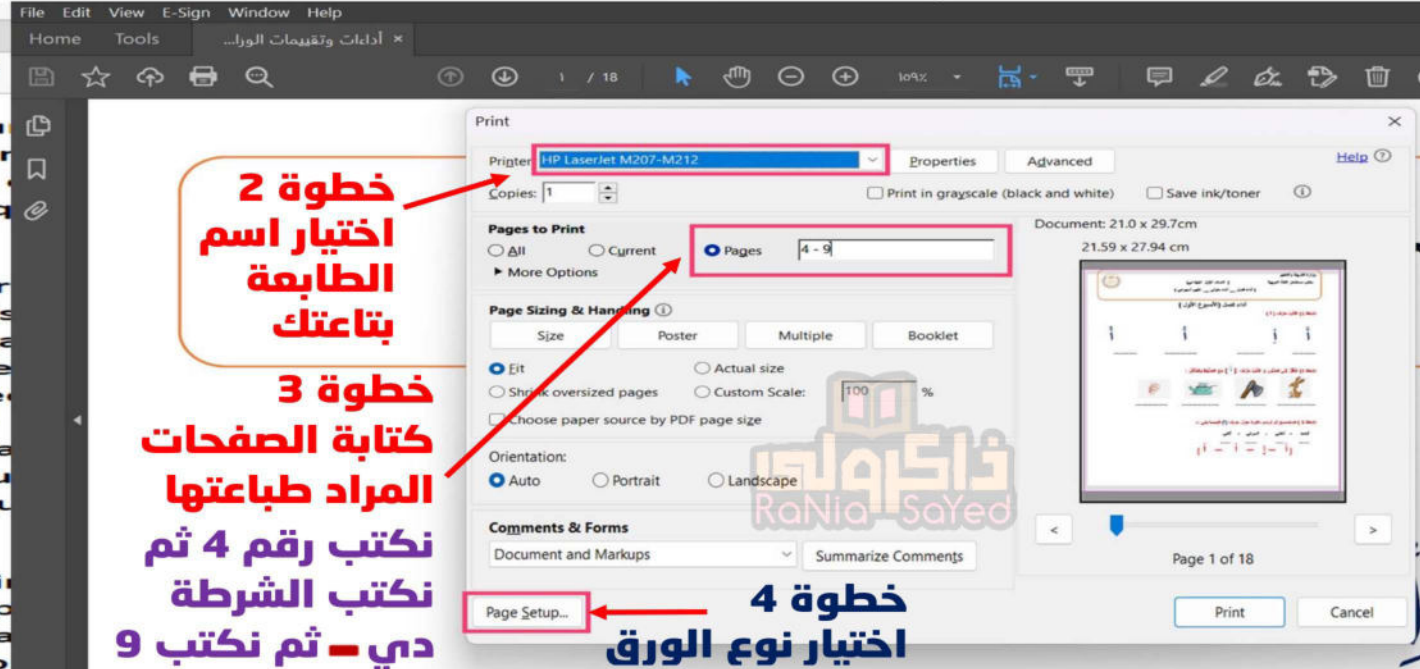 File Edit View E-Sign Window Help
Home Tools أداءات وتقييمات الورا... ×
١ / 18 ١٠٩٪
Print
Printer: HP LaserJet M207-M212 Properties Advanced Help
Copies: 1 Print in grayscale (black and white) Save ink/toner
Pages to Print
All Current Pages 4 - 9
More Options
Page Sizing & Handling
Size Poster Multiple Booklet
Fit Actual size
Shrink oversized pages Custom Scale: 100 %
Choose paper source by PDF page size
Orientation:
Auto Portrait Landscape
Comments & Forms
Document and Markups Summarize Comments
Page Setup...
Document: 21.0 x 29.7cm
21.59 x 27.94 cm
< >
Page 1 of 18
Print Cancel
خطوة 2
اختيار اسم
الطابعة
بتاعتك
خطوة 3
كتابة الصفحات
المراد طباعتها
نكتب رقم 4 ثم
نكتب الشرطة
دي – ثم نكتب 9
خطوة 4
اختيار نوع الورق
ذاكرولي
RaNia SaYed